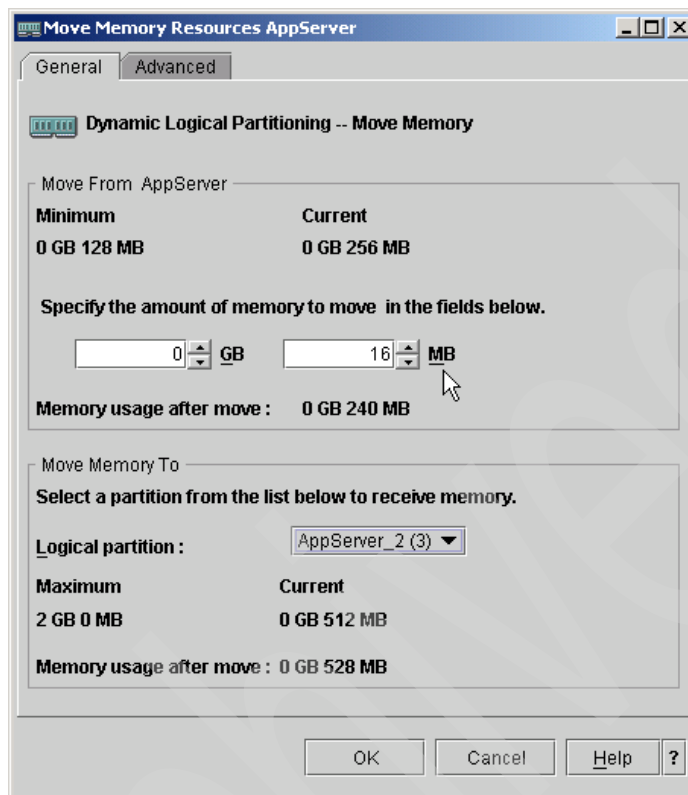 Move Memory Resources AppServer
General Advanced
Dynamic Logical Partitioning -- Move Memory
Move From AppServer
Minimum Current
0 GB 128 MB 0 GB 256 MB
Specify the amount of memory to move in the fields below.
0 GB 16 MB
Memory usage after move : 0 GB 240 MB
Move Memory To
Select a partition from the list below to receive memory.
Logical partition : AppServer_2 (3)
Maximum Current
2 GB 0 MB 0 GB 512 MB
Memory usage after move : 0 GB 528 MB
OK Cancel Help ?